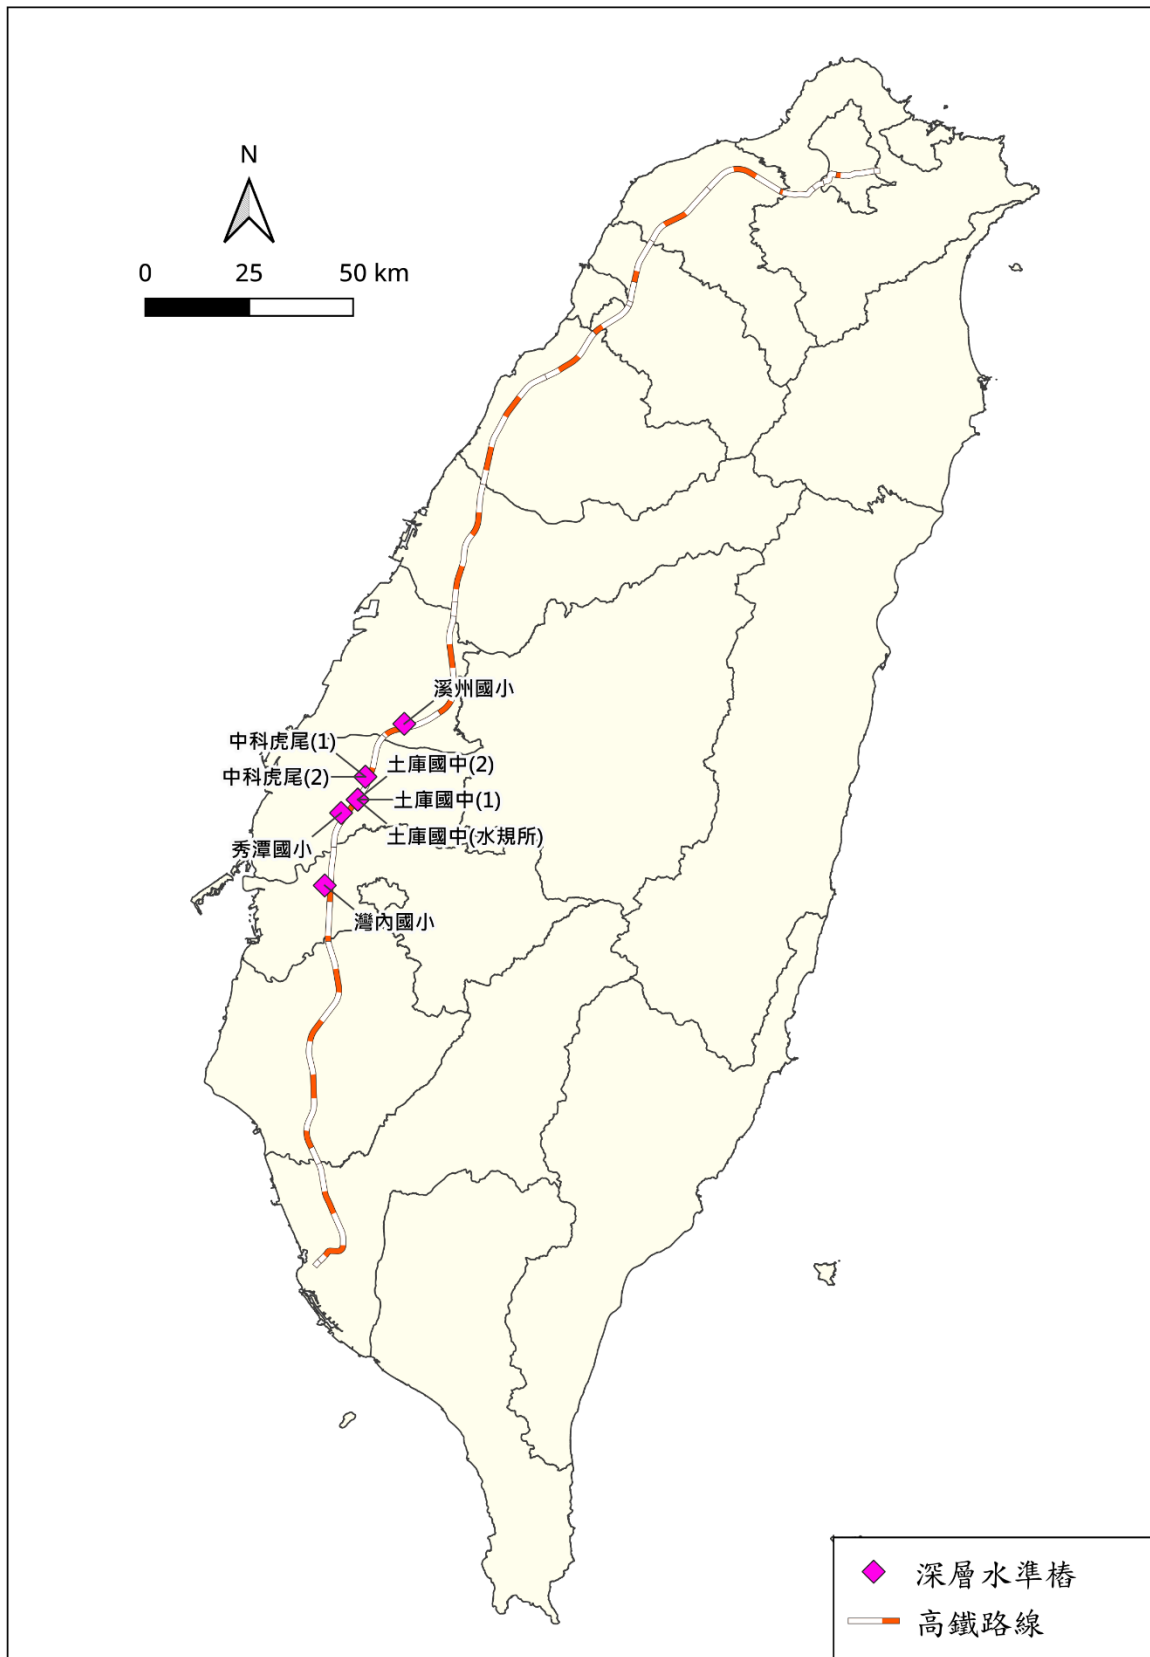 N
0 25 50 km
溪州國小
中科虎尾(1)
土庫國中(2)
中科虎尾(2)
土庫國中(1)
土庫國中(水規所)
秀潭國小
灣內國小
深層水準樁
高鐵路線